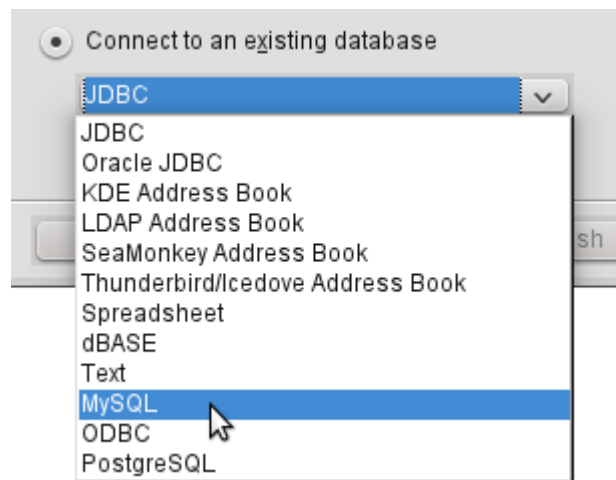 Connect to an existing database
JDBC
JDBC
Oracle JDBC
KDE Address Book
LDAP Address Book
SeaMonkey Address Book
sh
Thunderbird/Icedove Address Book
Spreadsheet
dBASE
Text
MySQL
ODBC
PostgreSQL